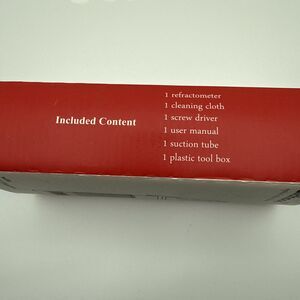 Included Content
1 refractometer
1 cleaning cloth
1 screw driver
1 user manual
1 suction tube
1 plastic tool box